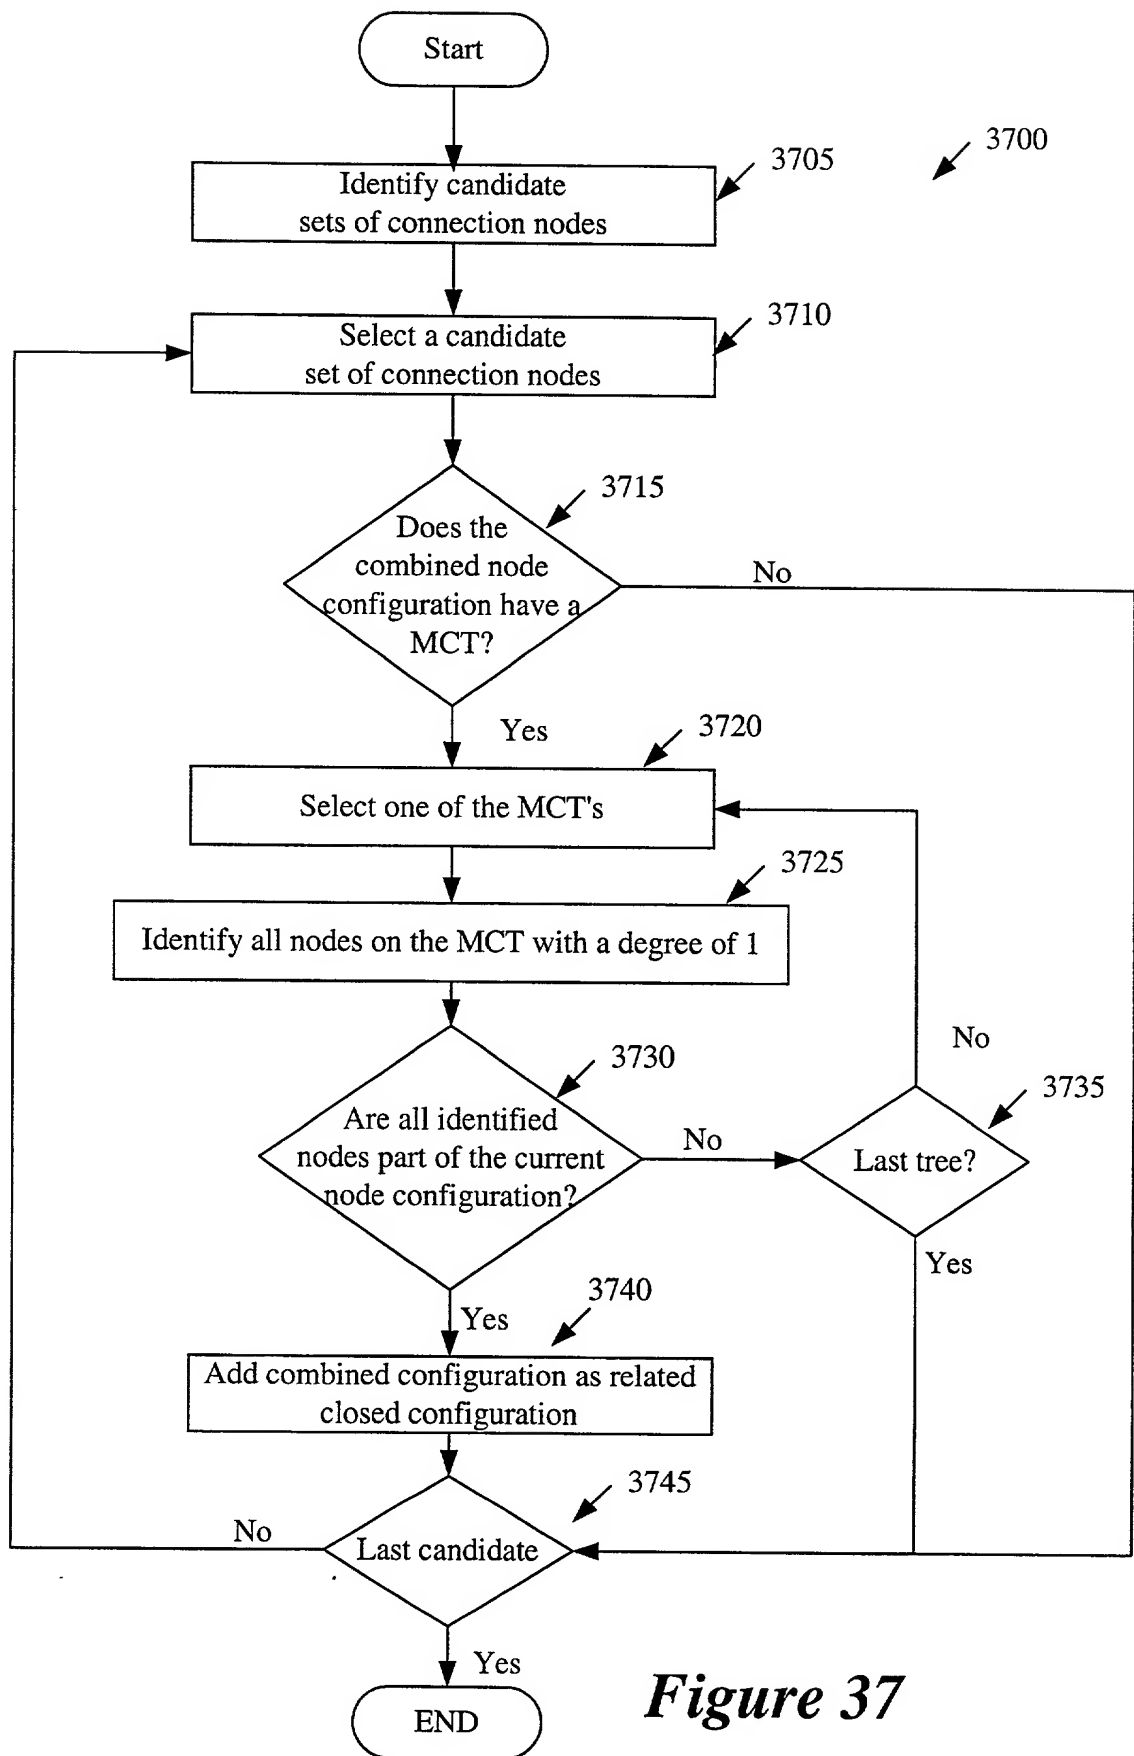 Start
3700
3705
Identify candidate
sets of connection nodes
3710
Select a candidate
set of connection nodes
3715
Does the
combined node
configuration have a
MCT?
No
Yes
3720
Select one of the MCT's
3725
Identify all nodes on the MCT with a degree of 1
No
3730
3735
Are all identified
nodes part of the current
node configuration?
No
Last tree?
Yes
3740
Yes
Add combined configuration as related
closed configuration
3745
No
Last candidate
Yes
END
Figure 37